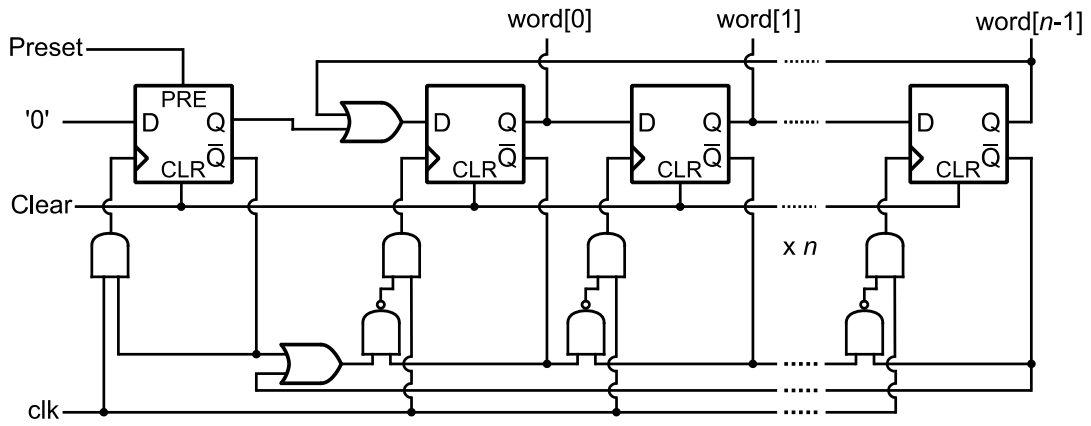 word[0] word[1] word[n-1]
Preset
PRE
'0' D Q D Q D Q D Q
Q̅ Q̅ Q̅ Q̅
CLR CLR CLR CLR
Clear
x n
clk